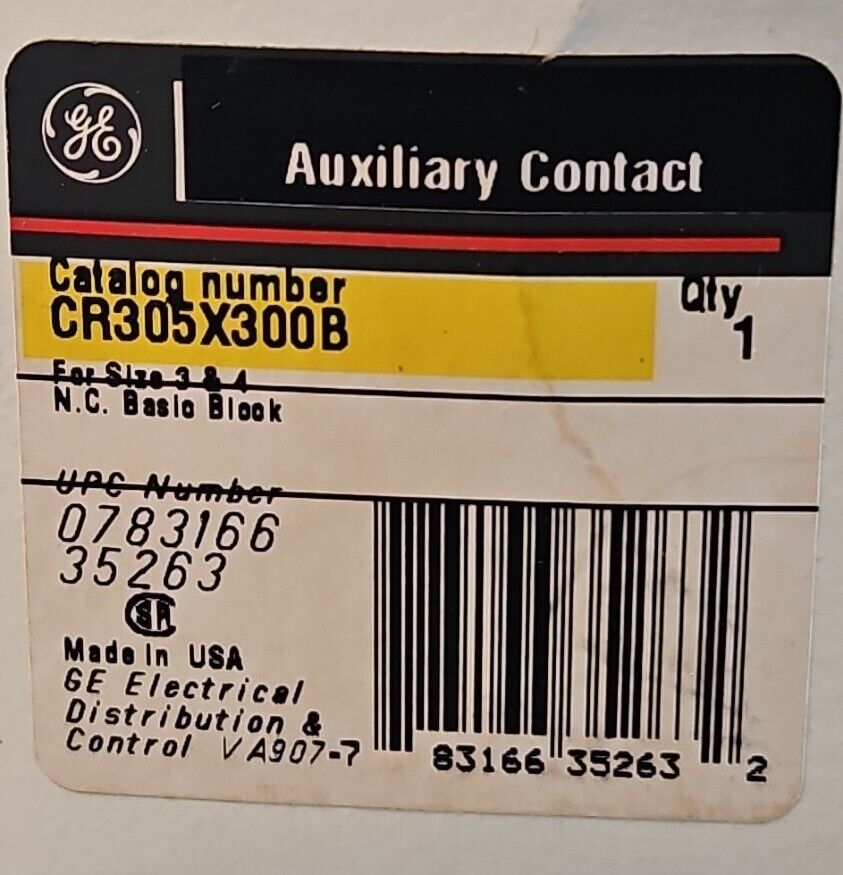 GE
Auxiliary Contact
Catalog number
Qty
CR305X300B
1
For Size 3 & 4
N.C. Basic Block
UPC Number
0783166
35263
Made in USA
GE Electrical
Distribution &
Control VA907-7
83166 35263 2